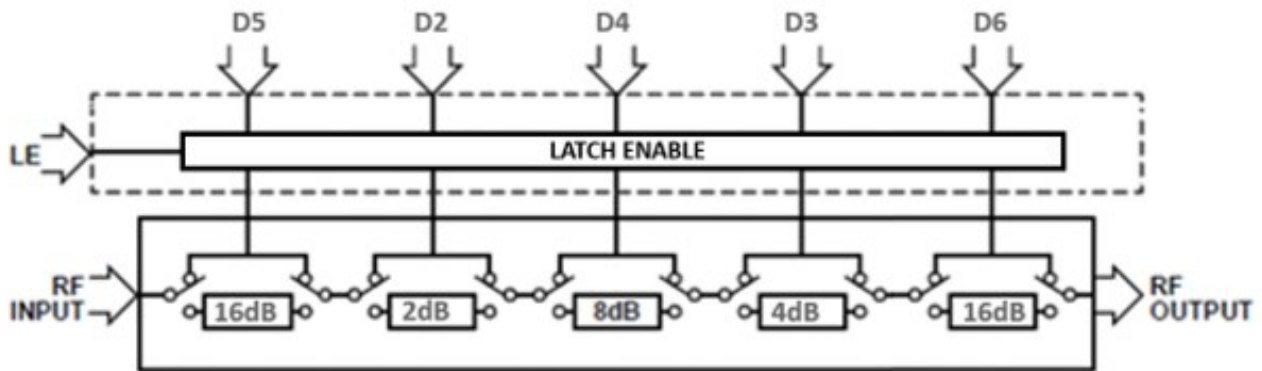 D5 D2 D4 D3 D6
LE
LATCH ENABLE
RF
INPUT
16dB 2dB 8dB 4dB 16dB
RF
OUTPUT